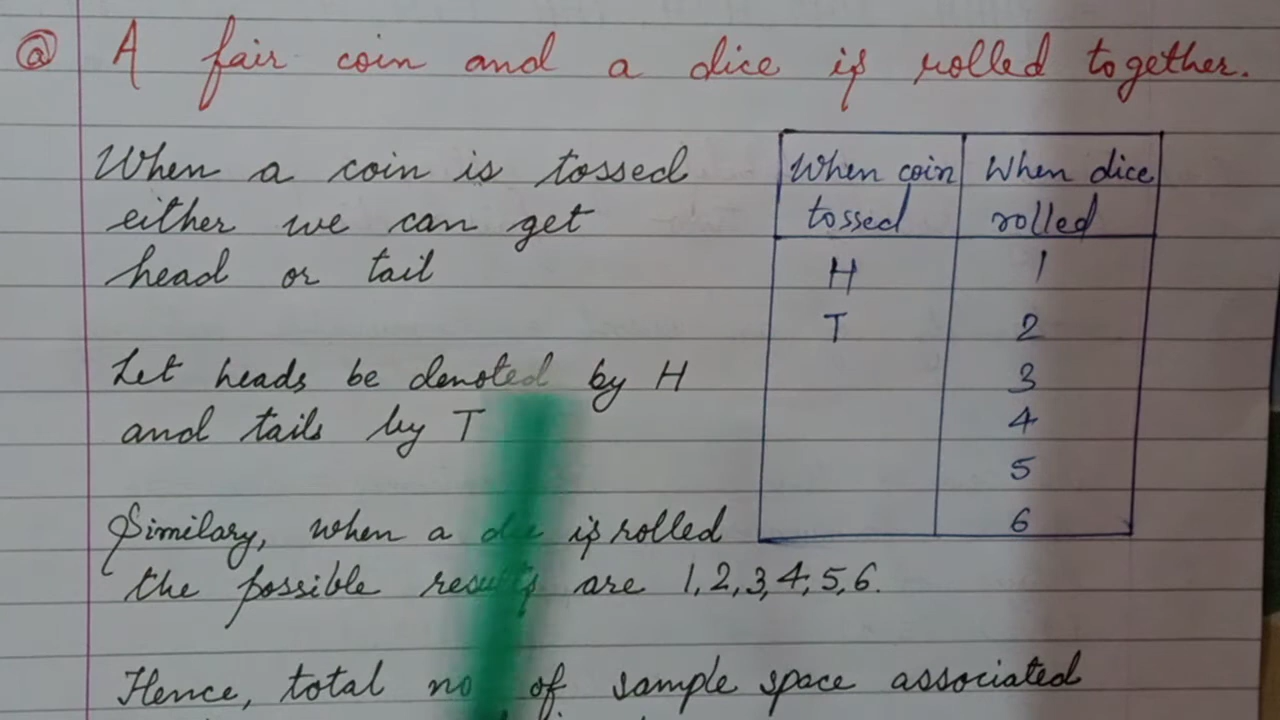 @ A fair coin and a dice is rolled together.
When a coin is tossed
either we can get
head or tail
Let heads be denoted by H
and tails by T
Similary, when a is rolled
the possible are 1, 2, 3, 4, 5, 6.
Hence, total no of sample space associated
When coin tossed When dice rolled
H 1
T 2
3
4
5
6